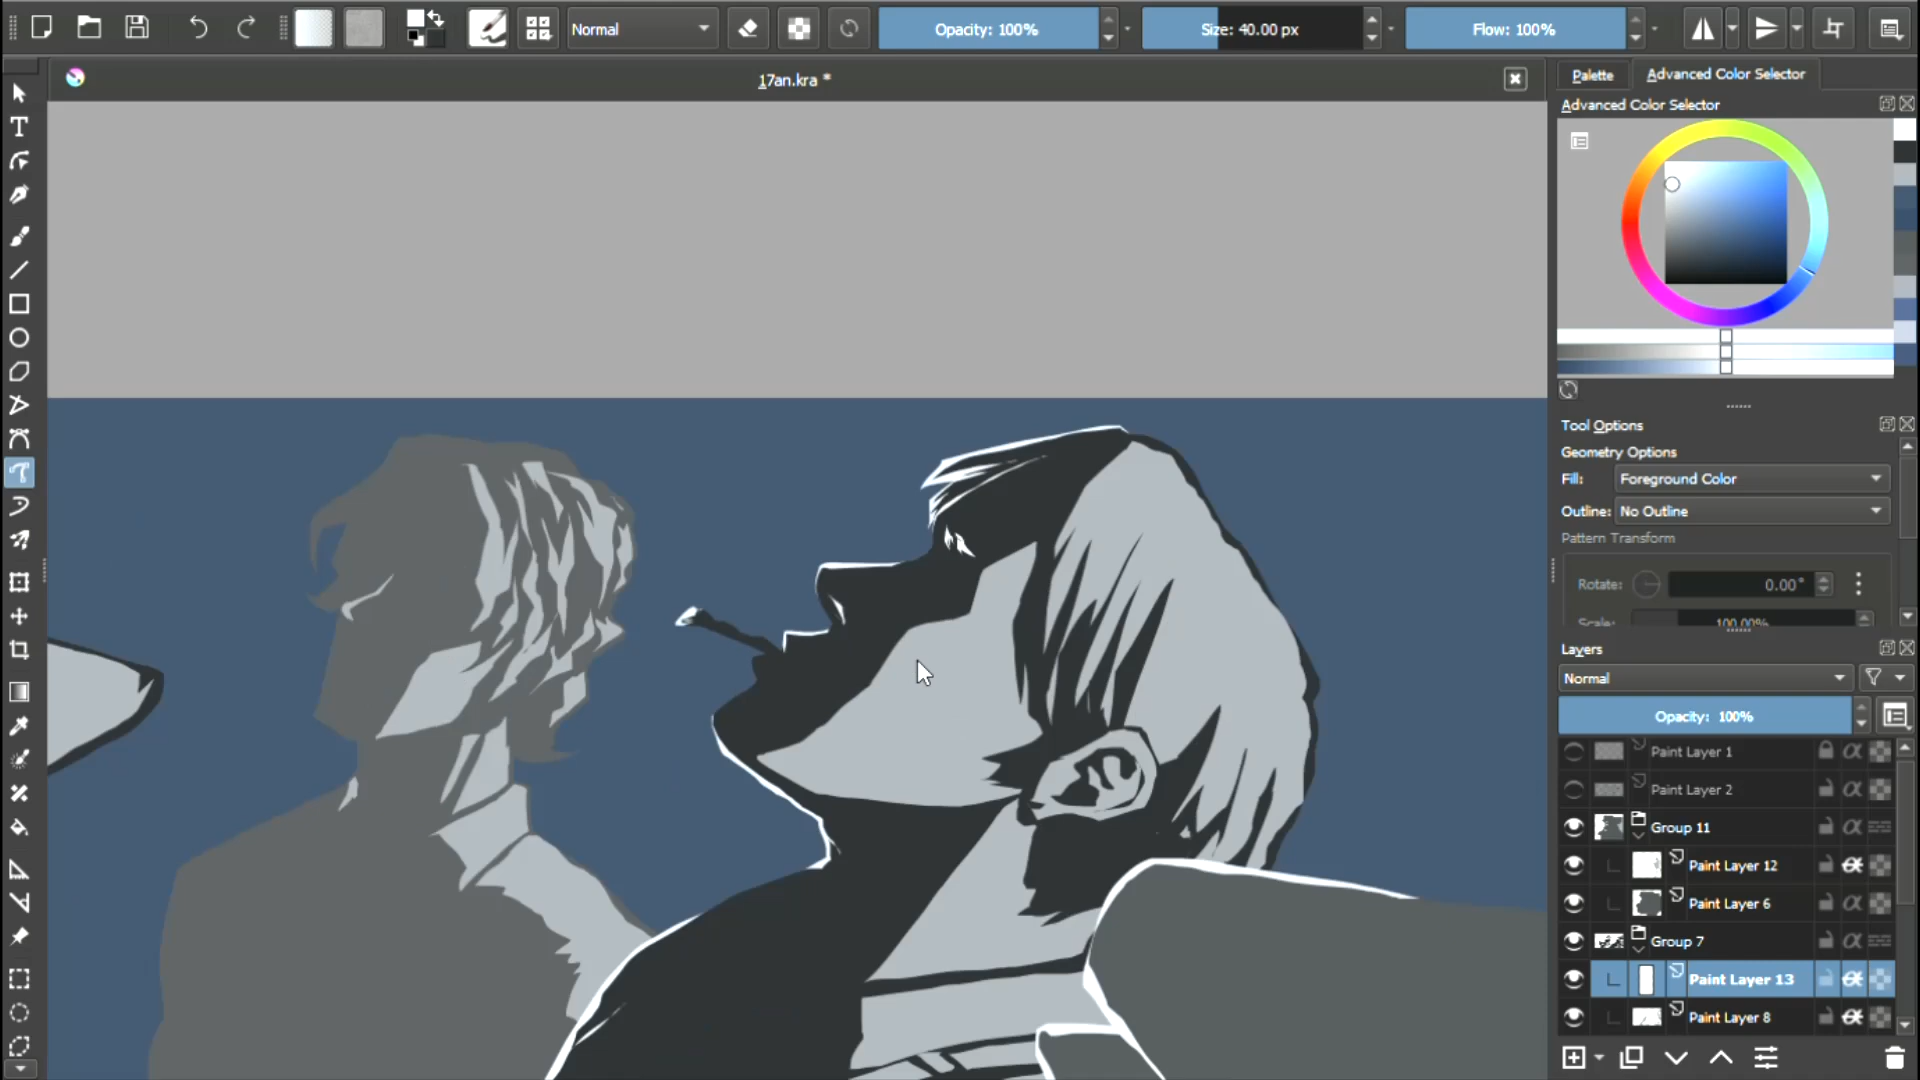 Normal
Opacity: 100%
Size: 40.00 px
Flow: 100%
17an.kra *
Palette
Advanced Color Selector
Advanced Color Selector
Tool Options
Geometry Options
Fill: Foreground Color
Outline: No Outline
Pattern Transform
Rotate: 0.00°
Scale: 100.00%
Layers
Normal
Opacity: 100%
Paint Layer 1
Paint Layer 2
Group 11
Paint Layer 12
Paint Layer 6
Group 7
Paint Layer 13
Paint Layer 8